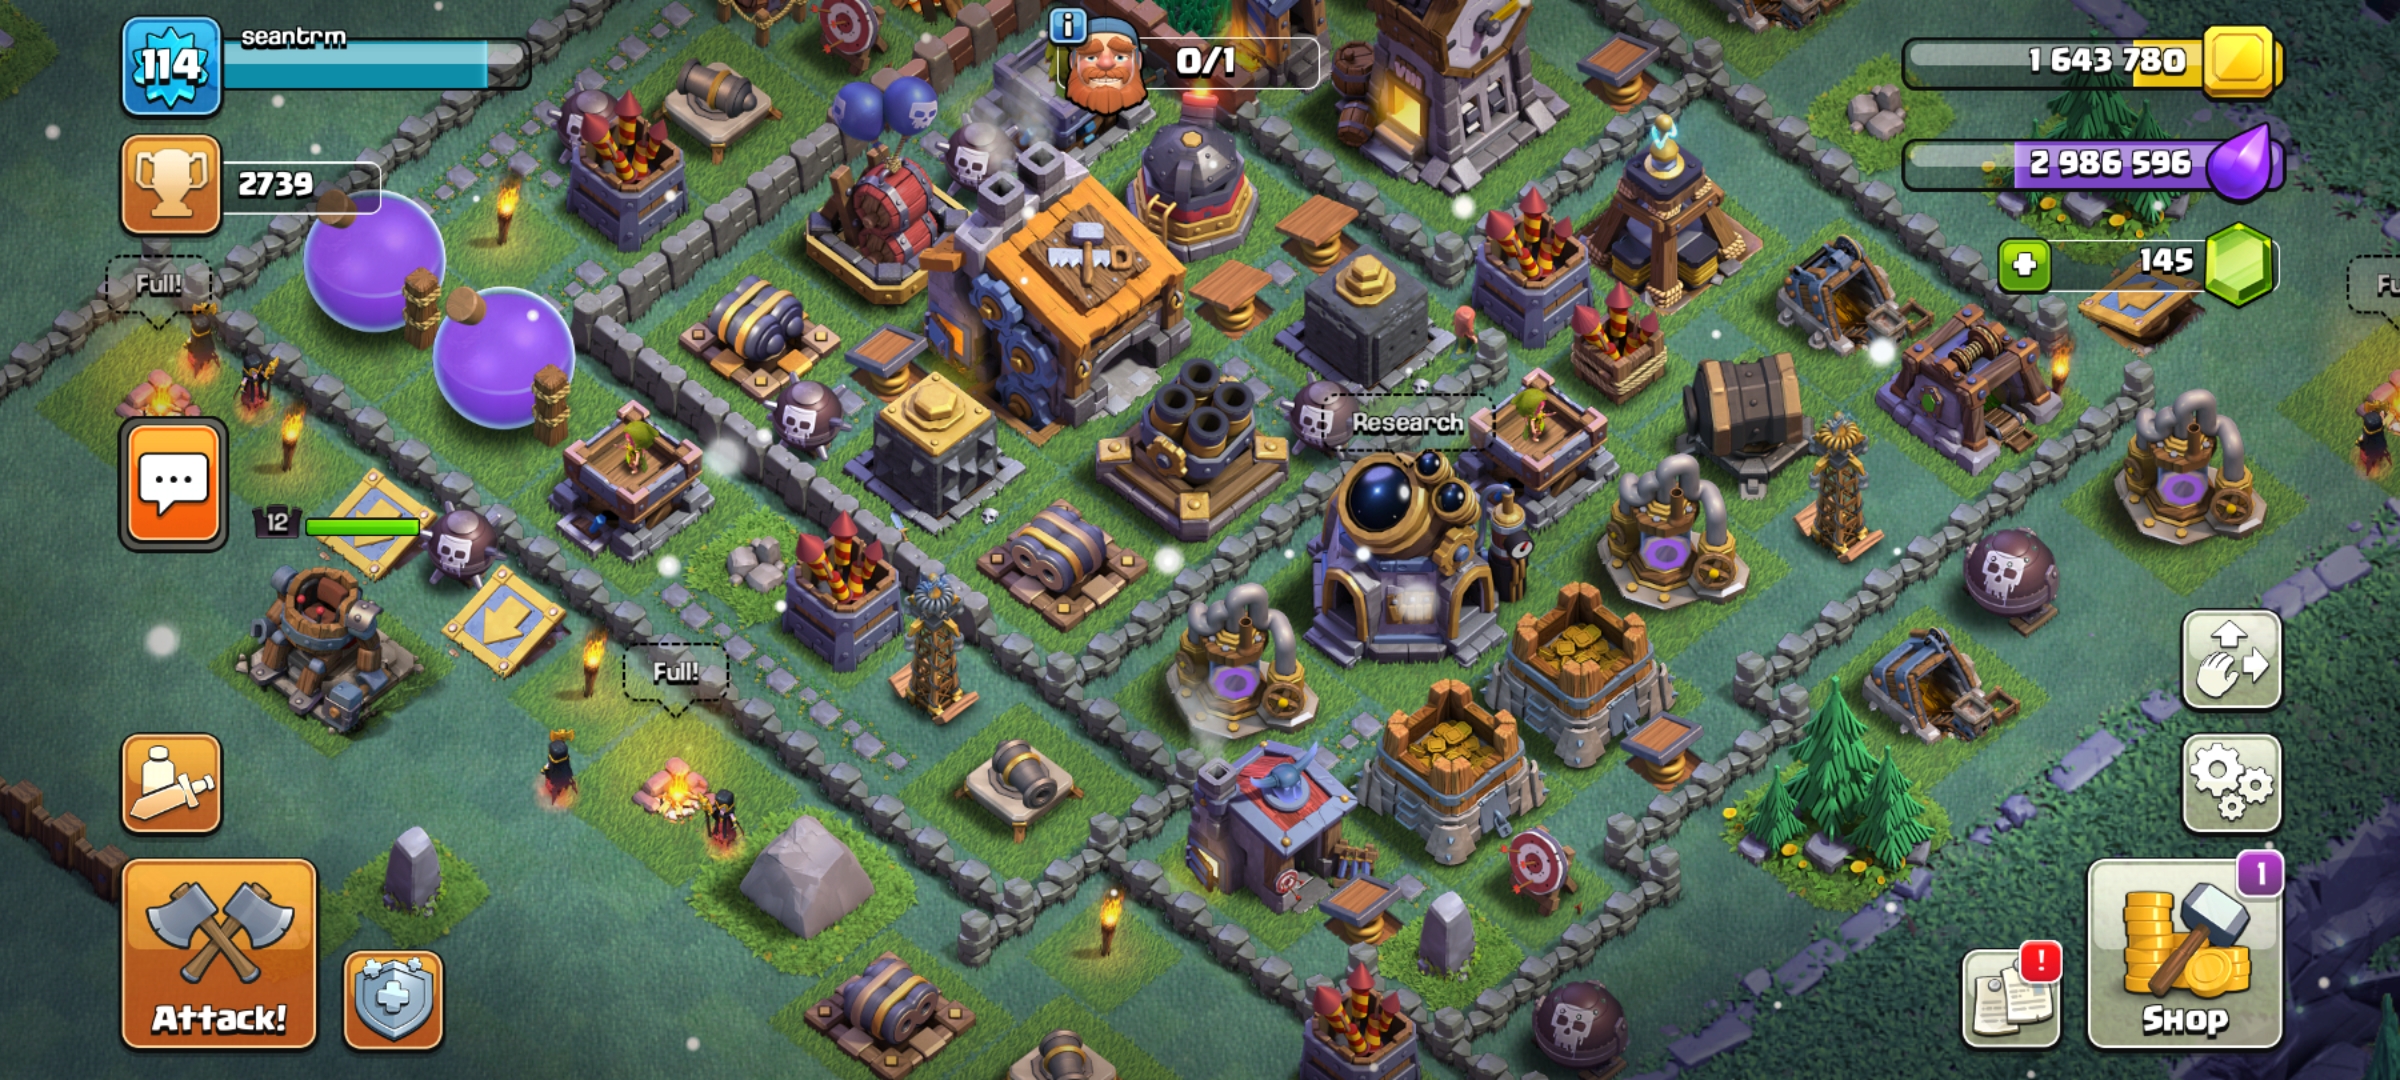 114
seantrm
i
0/1
1 643 780
2739
2 986 596
Full!
145
Fu
Research
12
Full!
1
!
Attack!
Shop